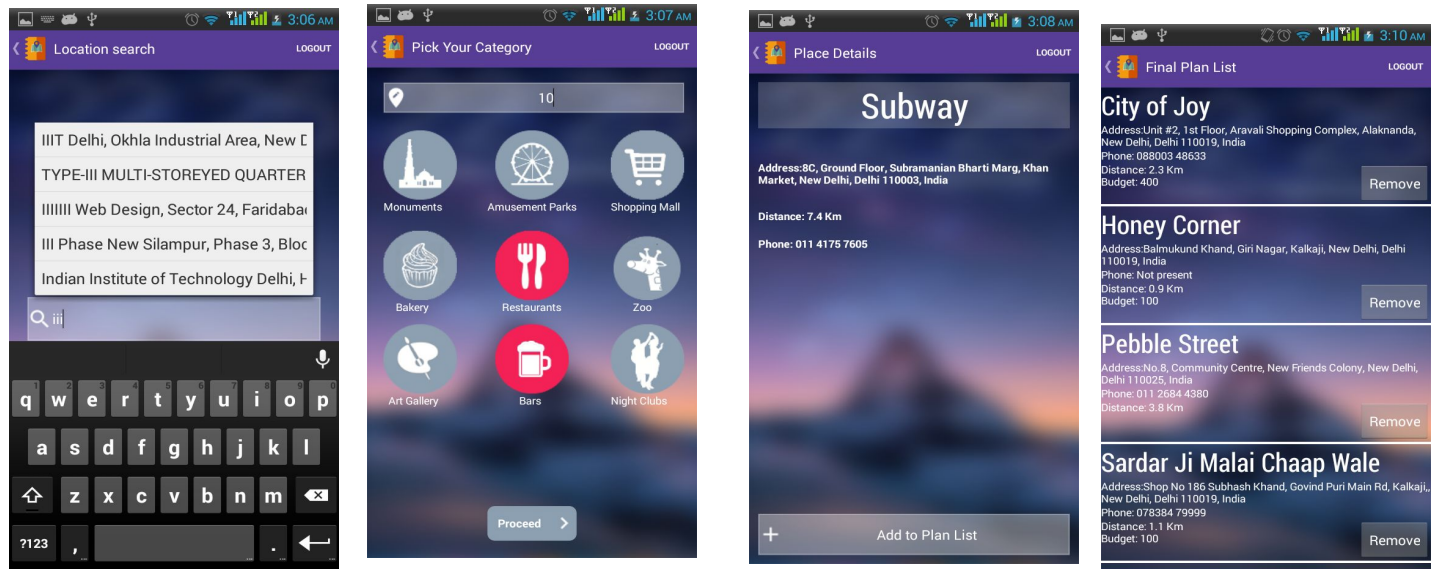 3:06 AM
Location search
LOGOUT
IIIT Delhi, Okhla Industrial Area, New D
TYPE-III MULTI-STOREYED QUARTER
IIIIIII Web Design, Sector 24, Faridaba
III Phase New Silampur, Phase 3, Bloc
Indian Institute of Technology Delhi, H
iii
1 2 3 4 5 6 7 8 9 0
q w e r t y u i o p
a s d f g h j k l
z x c v b n m
?123 , .
3:07 AM
Pick Your Category
LOGOUT
10
Monuments Amusement Parks Shopping Mall
Bakery Restaurants Zoo
Art Gallery Bars Night Clubs
Proceed
3:08 AM
Place Details
LOGOUT
Subway
Address:8C, Ground Floor, Subramanian Bharti Marg, Khan
Market, New Delhi, Delhi 110003, India
Distance: 7.4 Km
Phone: 011 4175 7605
+ Add to Plan List
3:10 AM
Final Plan List
LOGOUT
City of Joy
Address:Unit #2, 1st Floor, Aravali Shopping Complex, Alaknanda,
New Delhi, Delhi 110019, India
Phone: 088003 48633
Distance: 2.3 Km
Budget: 400
Remove
Honey Corner
Address:Balmukund Khand, Giri Nagar, Kalkaji, New Delhi, Delhi
110019, India
Phone: Not present
Distance: 0.9 Km
Budget: 100
Remove
Pebble Street
Address:No.8, Community Centre, New Friends Colony, New Delhi,
Delhi 110025, India
Phone: 011 2684 4380
Distance: 3.8 Km
Remove
Sardar Ji Malai Chaap Wale
Address:Shop No 186 Subhash Khand, Govind Puri Main Rd, Kalkaji,,
New Delhi, Delhi 110019, India
Phone: 078384 79999
Distance: 1.1 Km
Budget: 100
Remove